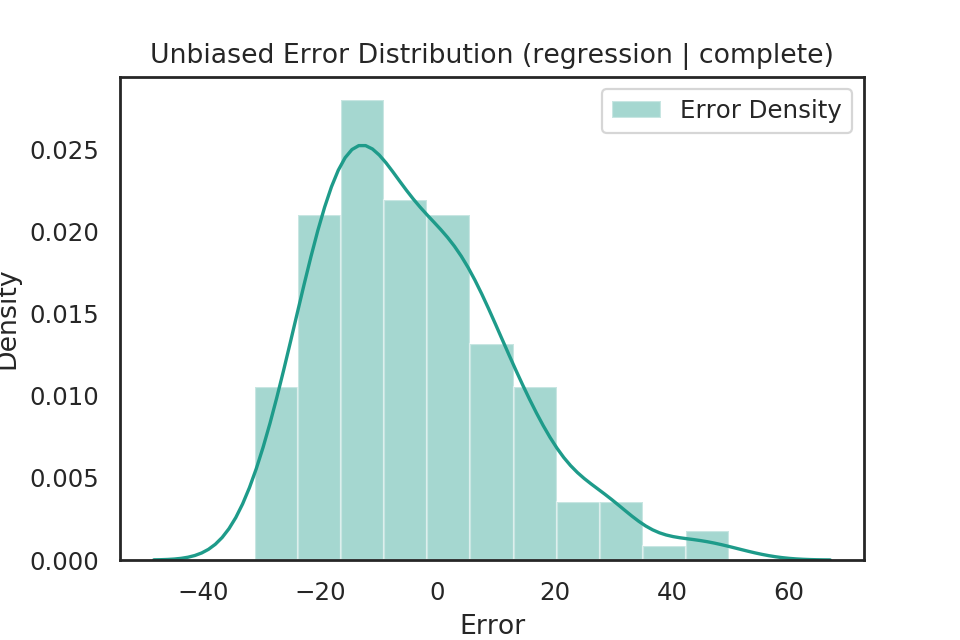 Unbiased Error Distribution (regression | complete)
Error Density
0.025
0.020
0.015
0.010
0.005
0.000
Density
−40 −20 0 20 40 60
Error